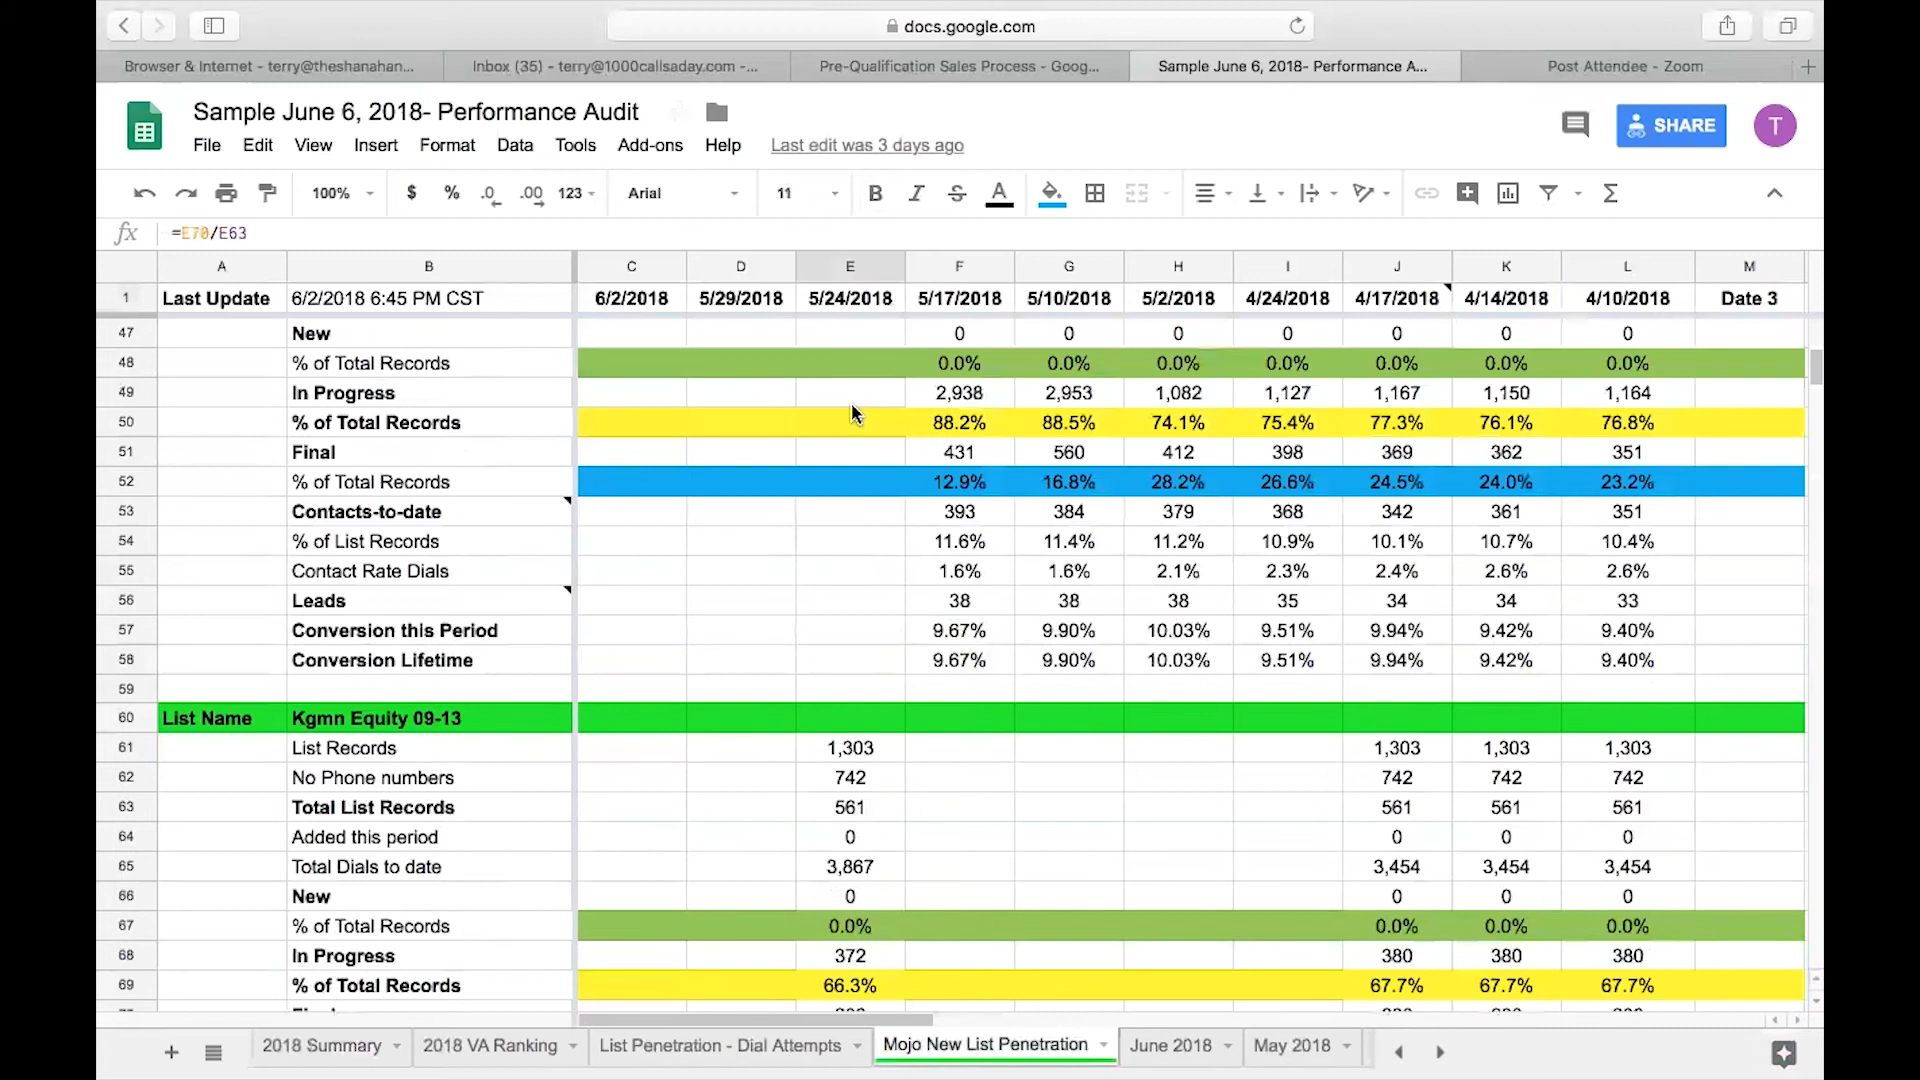 docs.google.com
Browser & Internet - terry@theshanahan...
Inbox (35) - terry@1000callsaday.com -...
Pre-Qualification Sales Process - Goog...
Sample June 6, 2018- Performance A...
Post Attendee - Zoom
Sample June 6, 2018- Performance Audit
File Edit View Insert Format Data Tools Add-ons Help Last edit was 3 days ago
SHARE
T
100% $ % .0 .00 123 Arial 11 B I S A
fx =E70/E63
A B C D E F G H I J K L M
1 Last Update 6/2/2018 6:45 PM CST 6/2/2018 5/29/2018 5/24/2018 5/17/2018 5/10/2018 5/2/2018 4/24/2018 4/17/2018 4/14/2018 4/10/2018 Date 3
47 New 0 0 0 0 0 0 0
48 % of Total Records 0.0% 0.0% 0.0% 0.0% 0.0% 0.0% 0.0%
49 In Progress 2,938 2,953 1,082 1,127 1,167 1,150 1,164
50 % of Total Records 88.2% 88.5% 74.1% 75.4% 77.3% 76.1% 76.8%
51 Final 431 560 412 398 369 362 351
52 % of Total Records 12.9% 16.8% 28.2% 26.6% 24.5% 24.0% 23.2%
53 Contacts-to-date 393 384 379 368 342 361 351
54 % of List Records 11.6% 11.4% 11.2% 10.9% 10.1% 10.7% 10.4%
55 Contact Rate Dials 1.6% 1.6% 2.1% 2.3% 2.4% 2.6% 2.6%
56 Leads 38 38 38 35 34 34 33
57 Conversion this Period 9.67% 9.90% 10.03% 9.51% 9.94% 9.42% 9.40%
58 Conversion Lifetime 9.67% 9.90% 10.03% 9.51% 9.94% 9.42% 9.40%
59
60 List Name Kgmn Equity 09-13
61 List Records 1,303 1,303 1,303 1,303
62 No Phone numbers 742 742 742 742
63 Total List Records 561 561 561 561
64 Added this period 0 0 0 0
65 Total Dials to date 3,867 3,454 3,454 3,454
66 New 0 0 0 0
67 % of Total Records 0.0% 0.0% 0.0% 0.0%
68 In Progress 372 380 380 380
69 % of Total Records 66.3% 67.7% 67.7% 67.7%
2018 Summary 2018 VA Ranking List Penetration - Dial Attempts Mojo New List Penetration June 2018 May 2018